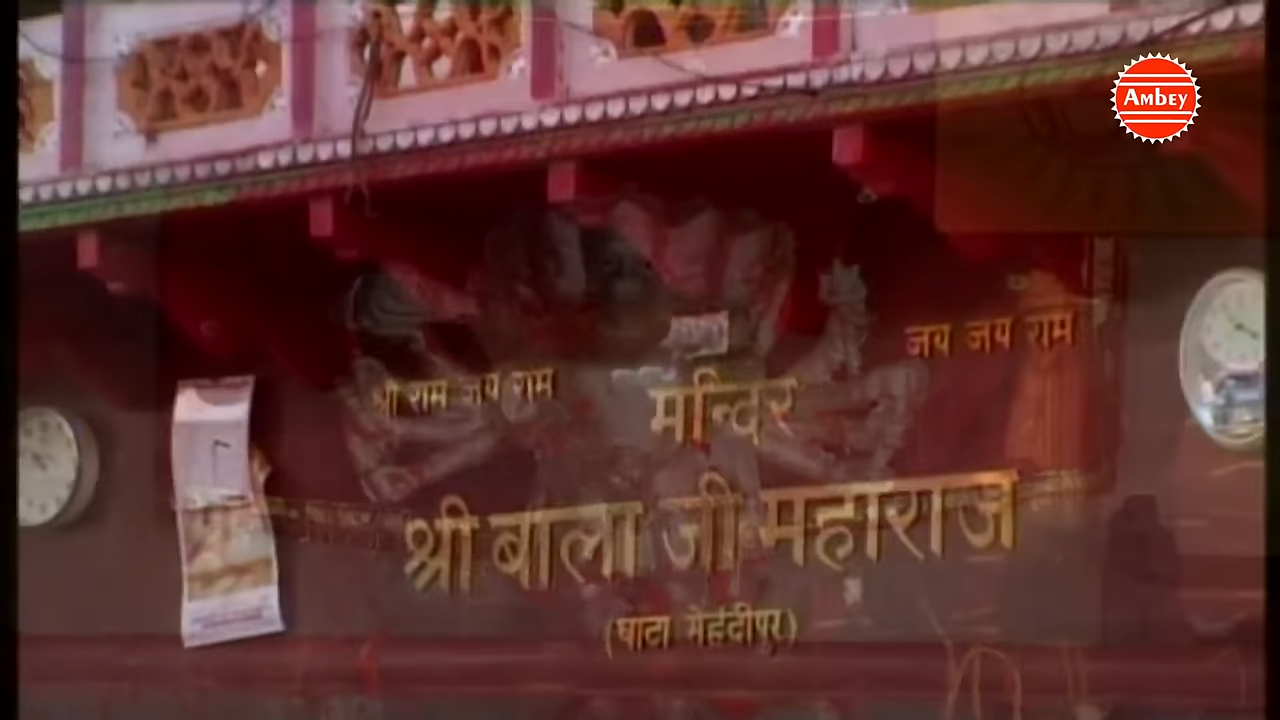 AMBEY
श्री राम जय राम
जय जय राम
मन्दिर
श्री बाला जी महाराज
(घाटा मेहंदीपुर)